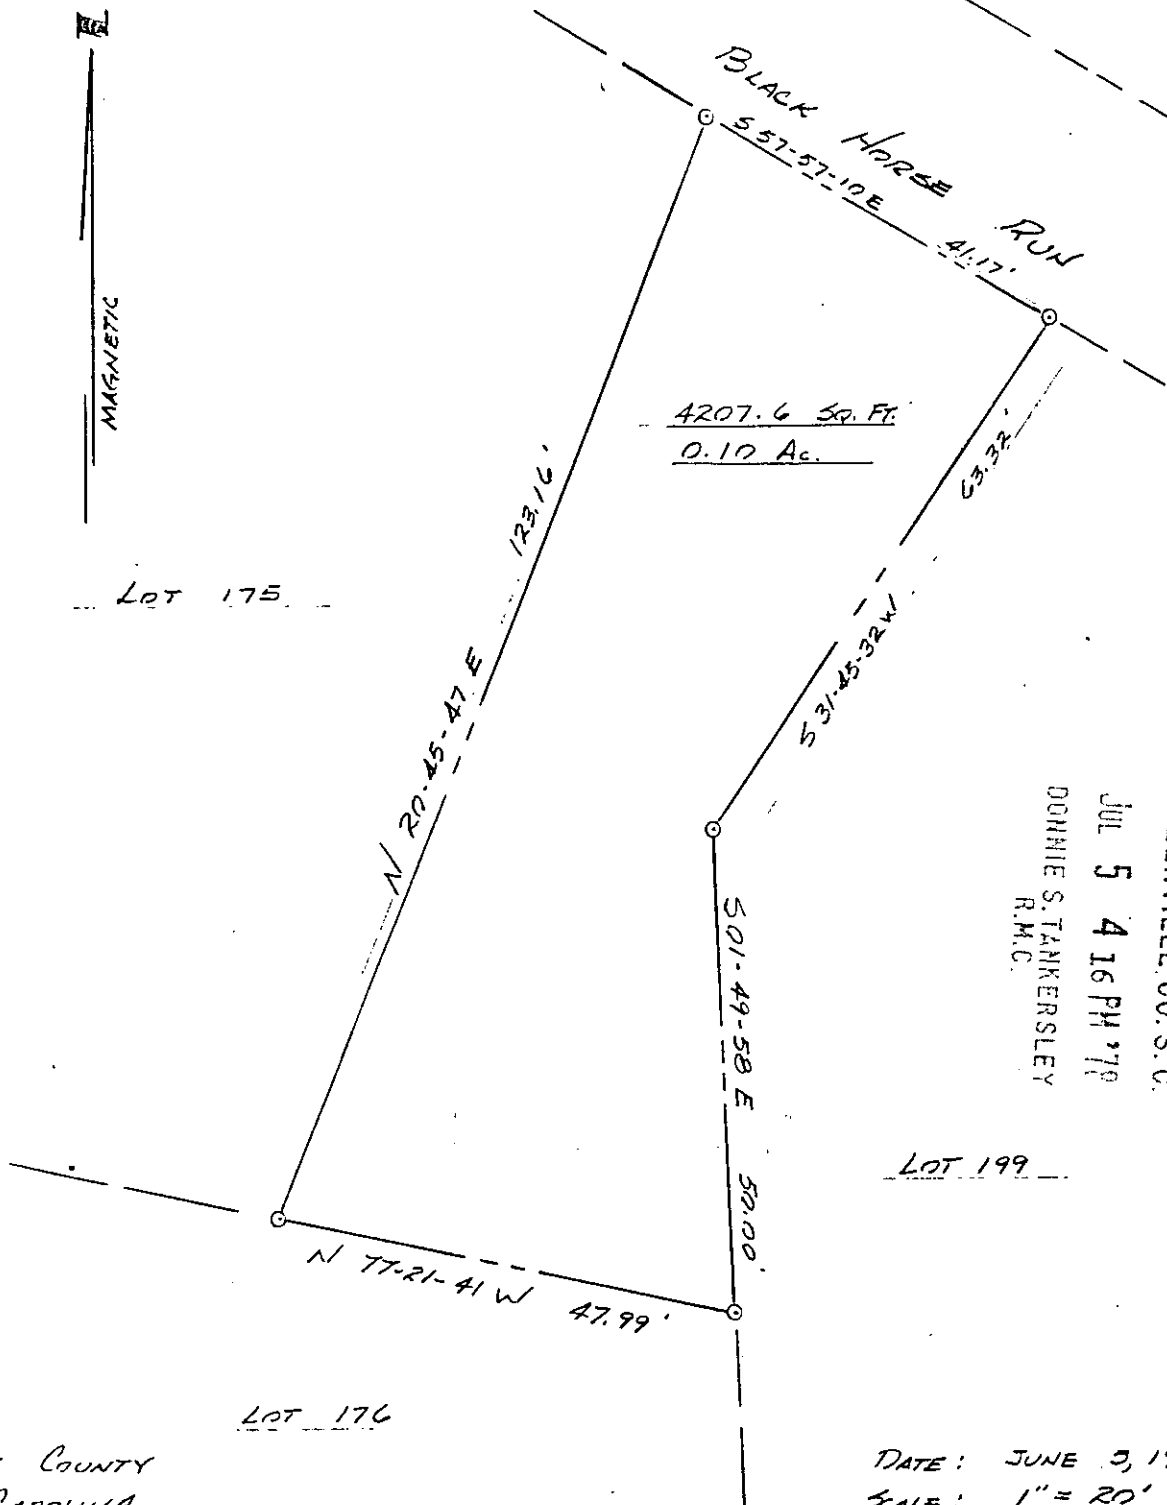 MAGNETIC
BLACK HORSE RUN
S 57-57-10 E 41.17'
4207.6 SQ. FT.
0.10 AC.
63.32'
S 31-45-32 W
N 20-45-47 E 123.16'
LOT 175
JUL 5 4 16 PM '79
DONNIE S. TANKERSLEY
R.M.C.
S 01-49-58 E 50.00'
LOT 199
N 77-21-41 W 47.99'
LOT 176
COUNTY
DATE: JUNE
SCALE: 1" = 20'